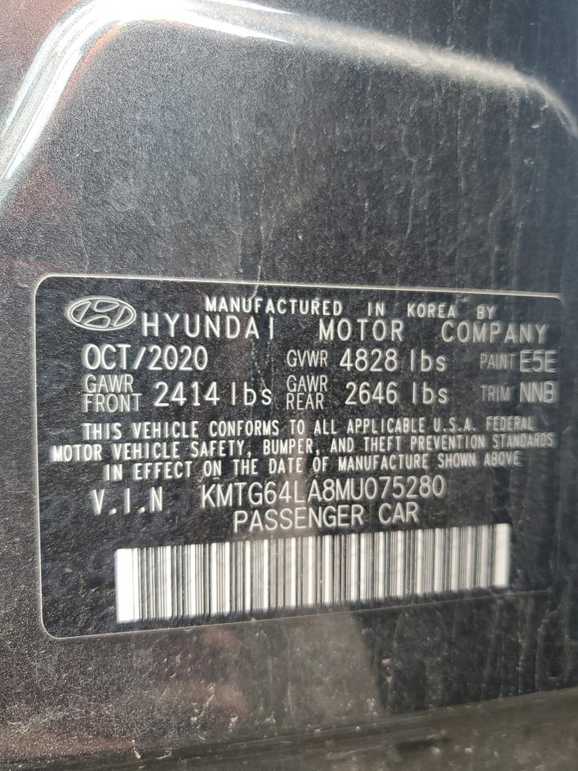 MANUFACTURED IN KOREA BY
HYUNDAI MOTOR COMPANY
OCT/2020 GVWR 4828 lbs PAINT E5E
GAWR FRONT 2414 lbs GAWR REAR 2646 lbs TRIM NNB
THIS VEHICLE CONFORMS TO ALL APPLICABLE U.S.A. FEDERAL
MOTOR VEHICLE SAFETY, BUMPER, AND THEFT PREVENTION STANDARDS
IN EFFECT ON THE DATE OF MANUFACTURE SHOWN ABOVE.
V.I.N KMTG64LA8MU075280
PASSENGER CAR